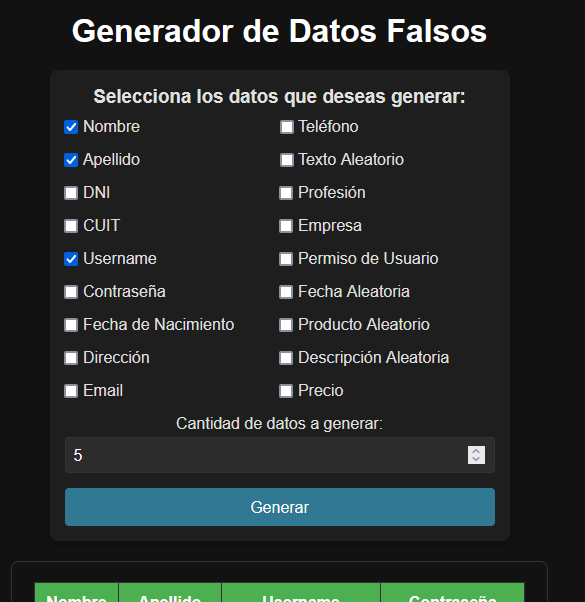 Generador de Datos Falsos
Selecciona los datos que deseas generar:
Nombre
Apellido
DNI
CUIT
Username
Contraseña
Fecha de Nacimiento
Dirección
Email
Teléfono
Texto Aleatorio
Profesión
Empresa
Permiso de Usuario
Fecha Aleatoria
Producto Aleatorio
Descripción Aleatoria
Precio
Cantidad de datos a generar:
5
Generar
Nombre Apellido Username Contraseña